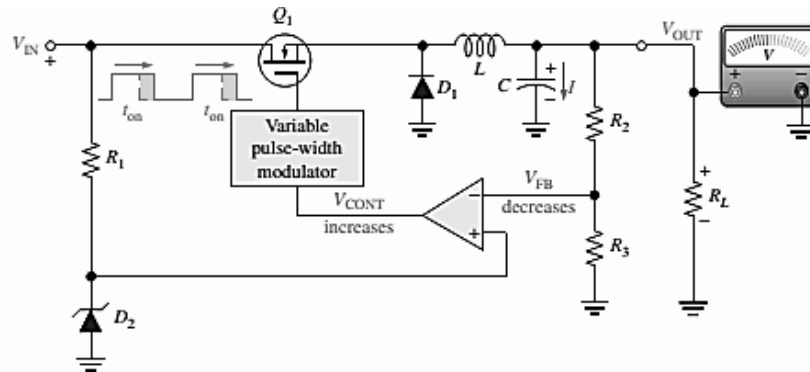 Q1
VIN
+
VOUT
V
+ −
ton
ton
L
C
+
−
I
D1
R2
Variable
pulse-width
modulator
R1
VCONT
increases
−
+
VFB
decreases
R3
+
RL
−
D2